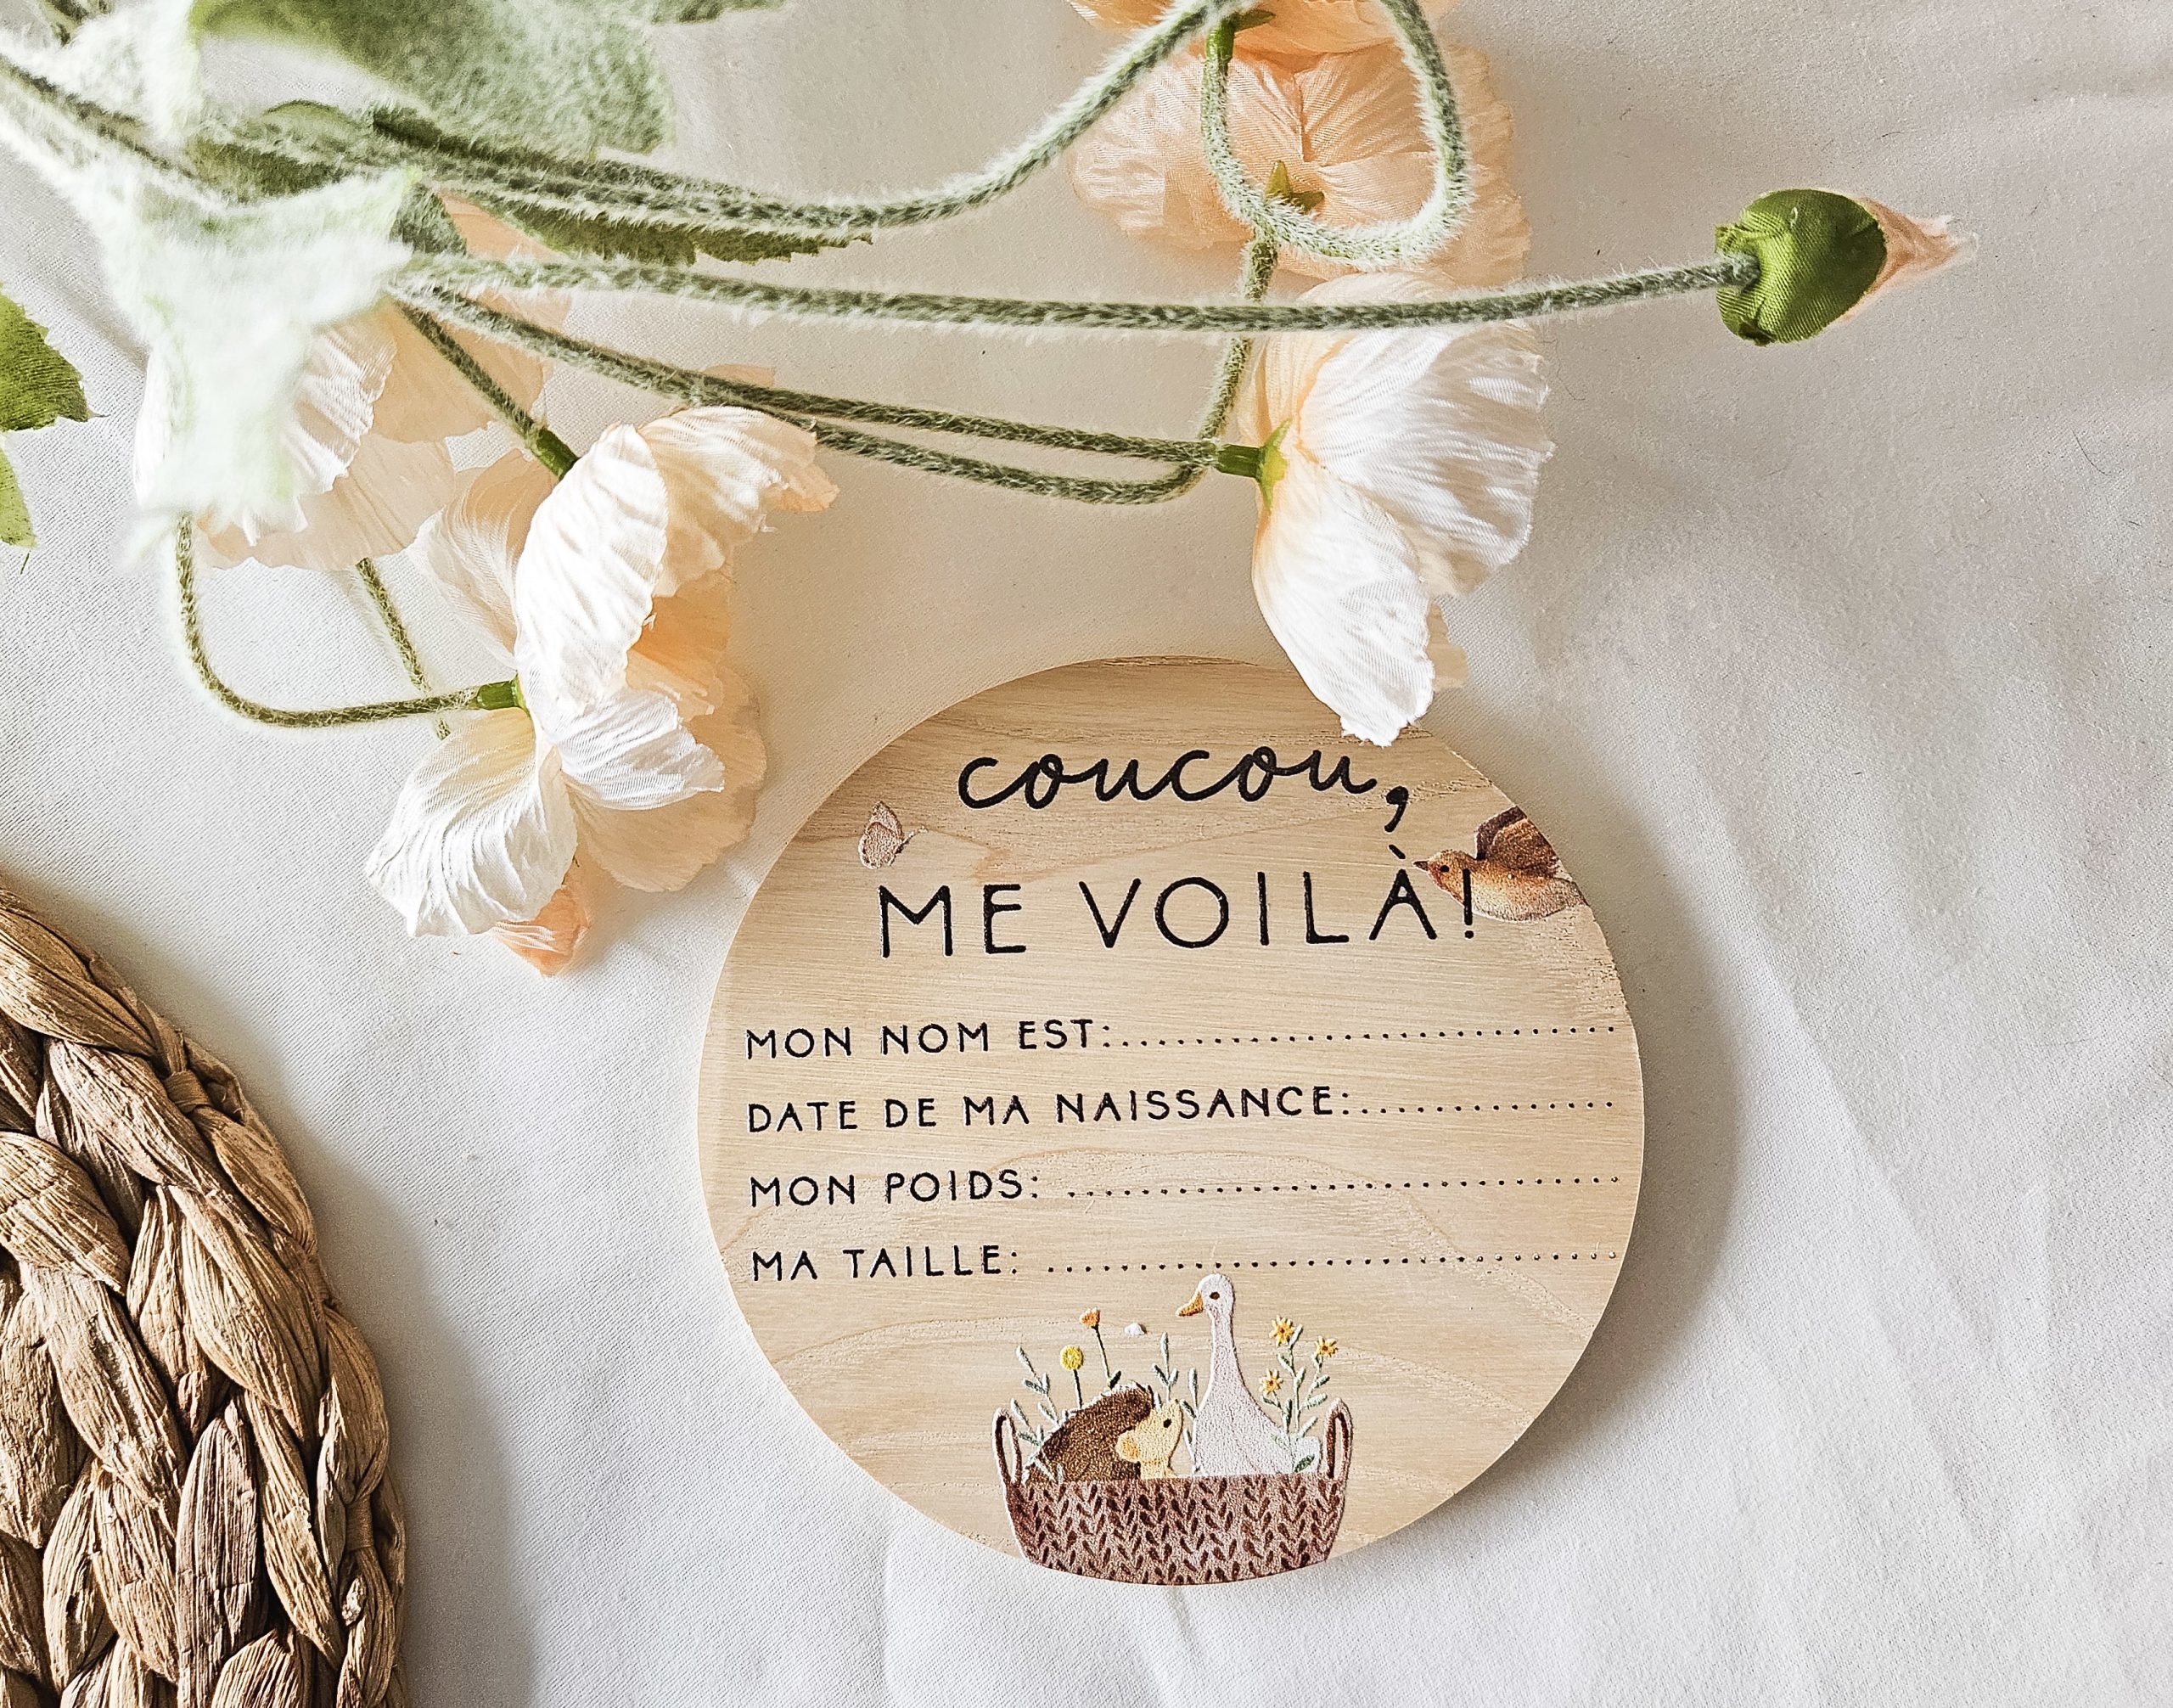 coucou,
ME VOILÀ!
MON NOM EST:..............................
DATE DE MA NAISSANCE:..............
MON POIDS: ................................
MA TAILLE: .................................